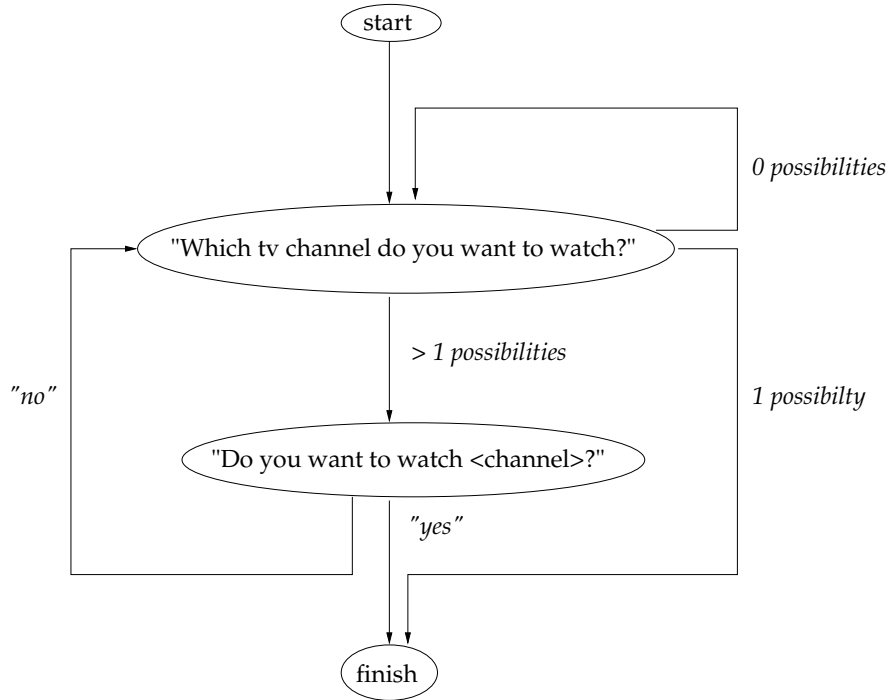 start
0 possibilities
"Which tv channel do you want to watch?"
> 1 possibilities
"no"
1 possibilty
"Do you want to watch <channel>?"
"yes"
finish